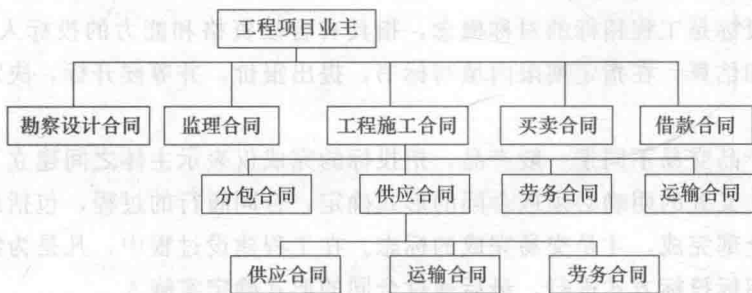 工程项目业主
勘察设计合同 监理合同 工程施工合同 买卖合同 借款合同
分包合同 供应合同 劳务合同 运输合同
供应合同 运输合同 劳务合同